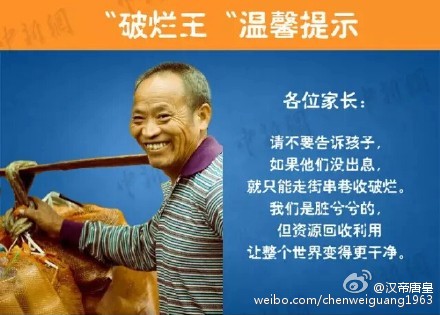 “破烂王“温馨提示
各位家长：
请不要告诉孩子，
如果他们没出息，
就只能走街串巷收破烂。
我们是脏兮兮的，
但资源回收利用
让整个世界变得更干净。
@汉帝唐皇
weibo.com/chenweiguang1963